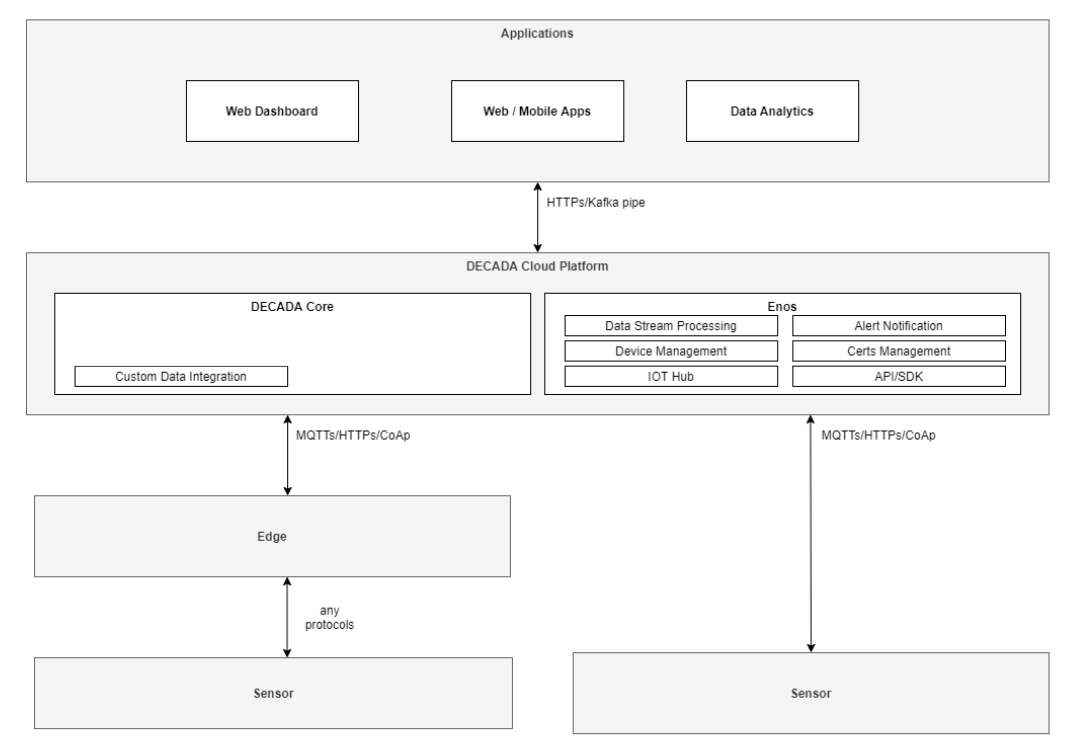 Applications
Web Dashboard
Web / Mobile Apps
Data Analytics
HTTPs/Kafka pipe
DECADA Cloud Platform
DECADA Core
Custom Data Integration
Enos
Data Stream Processing
Alert Notification
Device Management
Certs Management
IOT Hub
API/SDK
MQTTs/HTTPs/CoAp
MQTTs/HTTPs/CoAp
Edge
any
protocols
Sensor
Sensor